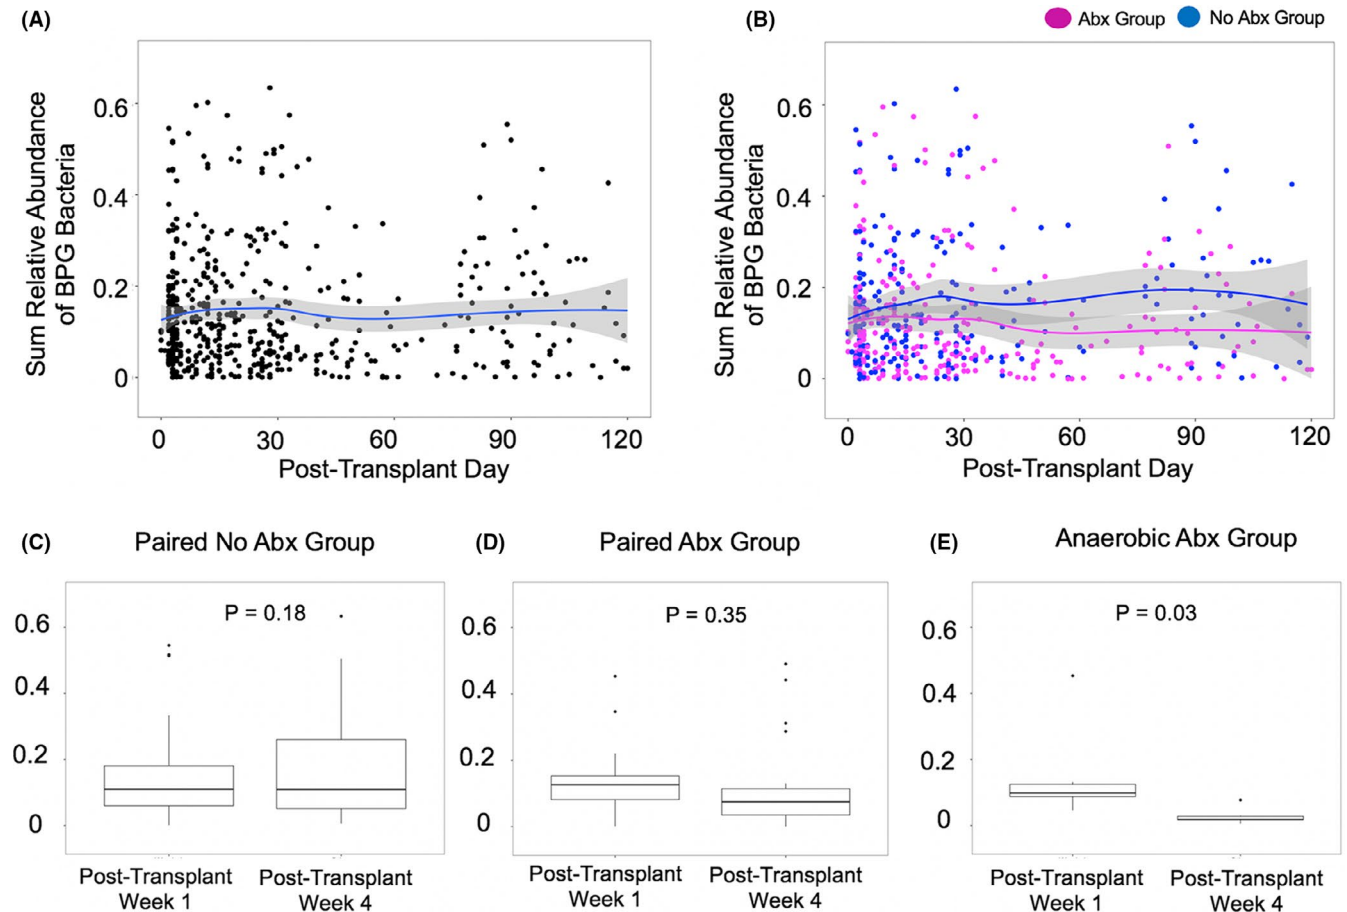 (A)
Sum Relative Abundance
of BPG Bacteria
0.6
0.4
0.2
0
0 30 60 90 120
Post-Transplant Day
(B)
Abx Group No Abx Group
Sum Relative Abundance
of BPG Bacteria
0.6
0.4
0.2
0
0 30 60 90 120
Post-Transplant Day
(C) Paired No Abx Group
P = 0.18
0.6
0.4
0.2
0
Post-Transplant Post-Transplant
Week 1 Week 4
(D) Paired Abx Group
P = 0.35
0.6
0.4
0.2
0
Post-Transplant Post-Transplant
Week 1 Week 4
(E) Anaerobic Abx Group
P = 0.03
0.6
0.4
0.2
0
Post-Transplant Post-Transplant
Week 1 Week 4